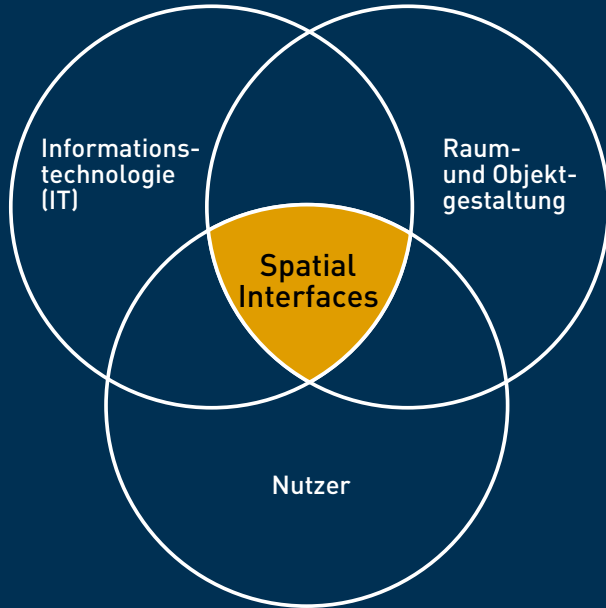 Informations-
technologie
(IT)
Raum-
und Objekt-
gestaltung
Spatial
Interfaces
Nutzer